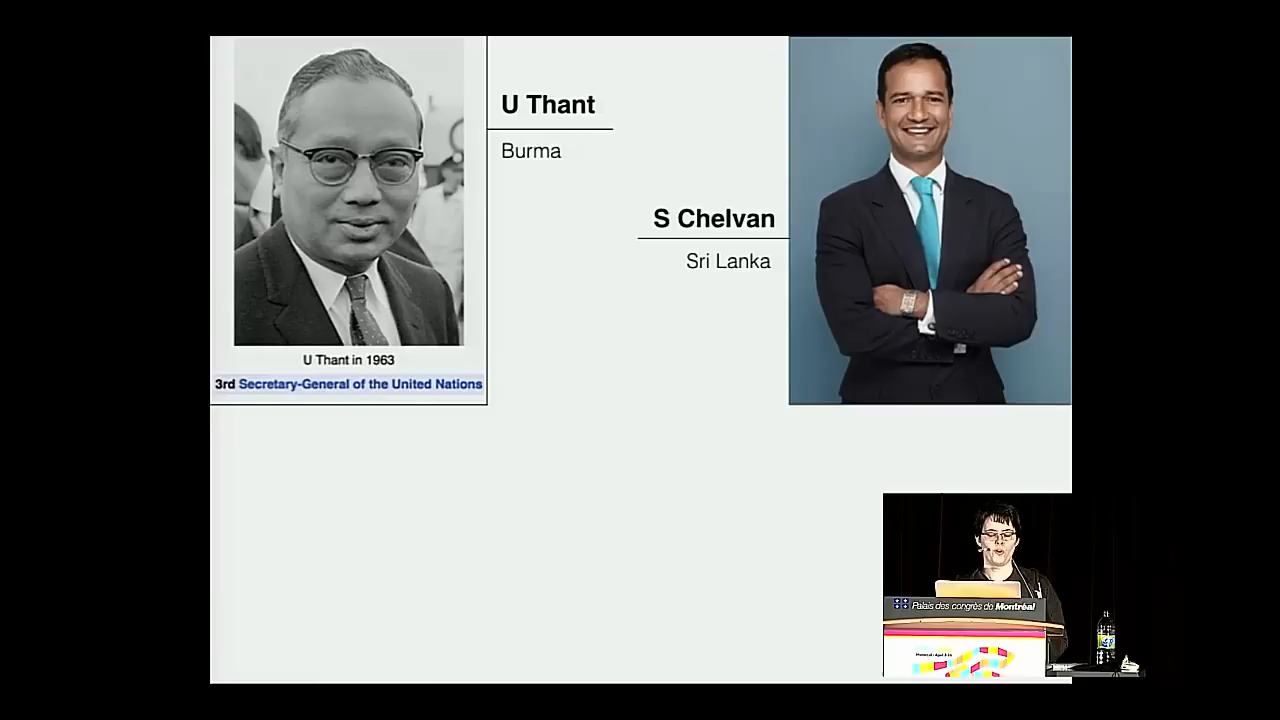 U Thant
Burma
S Chelvan
Sri Lanka
U Thant in 1963
3rd Secretary-General of the United Nations
Palais des congrès de Montréal